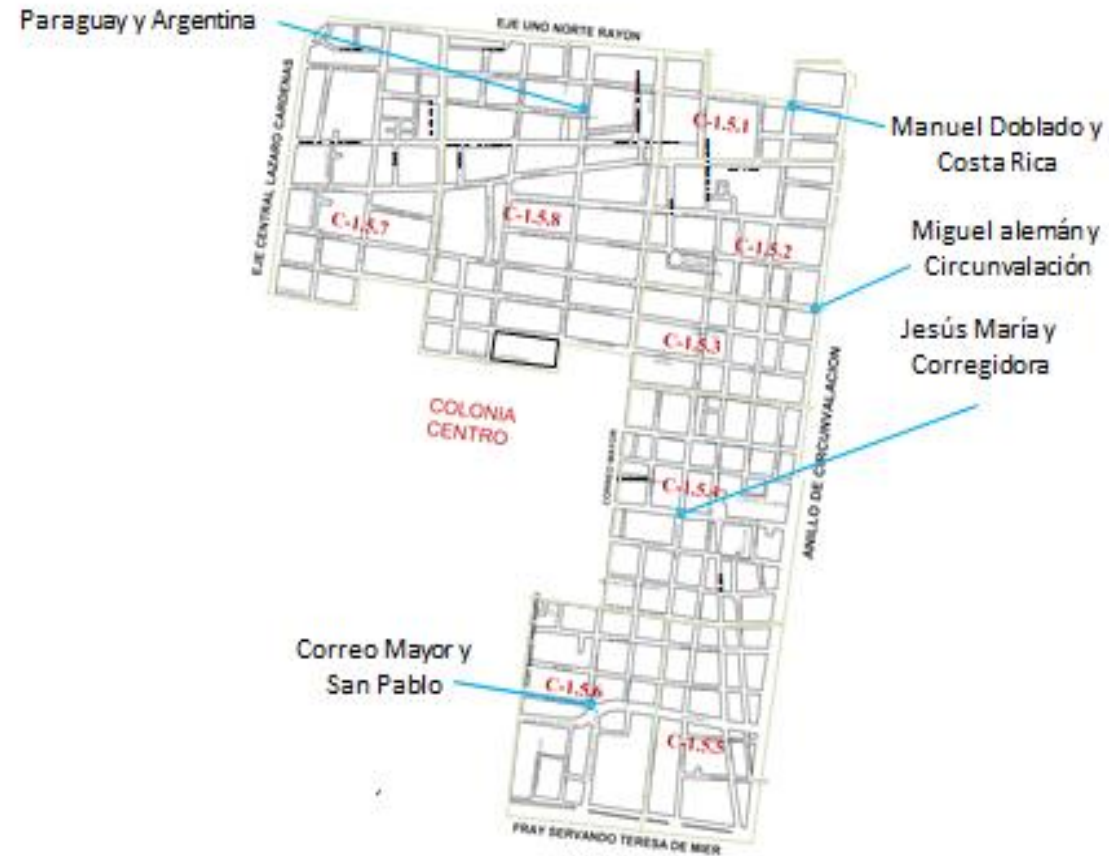 Paraguay y Argentina
EJE UNO NORTE RAYON
EJE CENTRAL LAZARO CARDENAS
C-1.5.1
Manuel Doblado y
Costa Rica
C-1.5.7
C-1.5.8
C-1.5.2
Miguel alemán y
Circunvalación
C-1.5.3
Jesús María y
Corregidora
COLONIA
CENTRO
ANILLO DE CIRCUNVALACION
CORREO MAYOR
C-1.5.4
Correo Mayor y
San Pablo
C-1.5.6
C-1.5.5
FRAY SERVANDO TERESA DE MIER